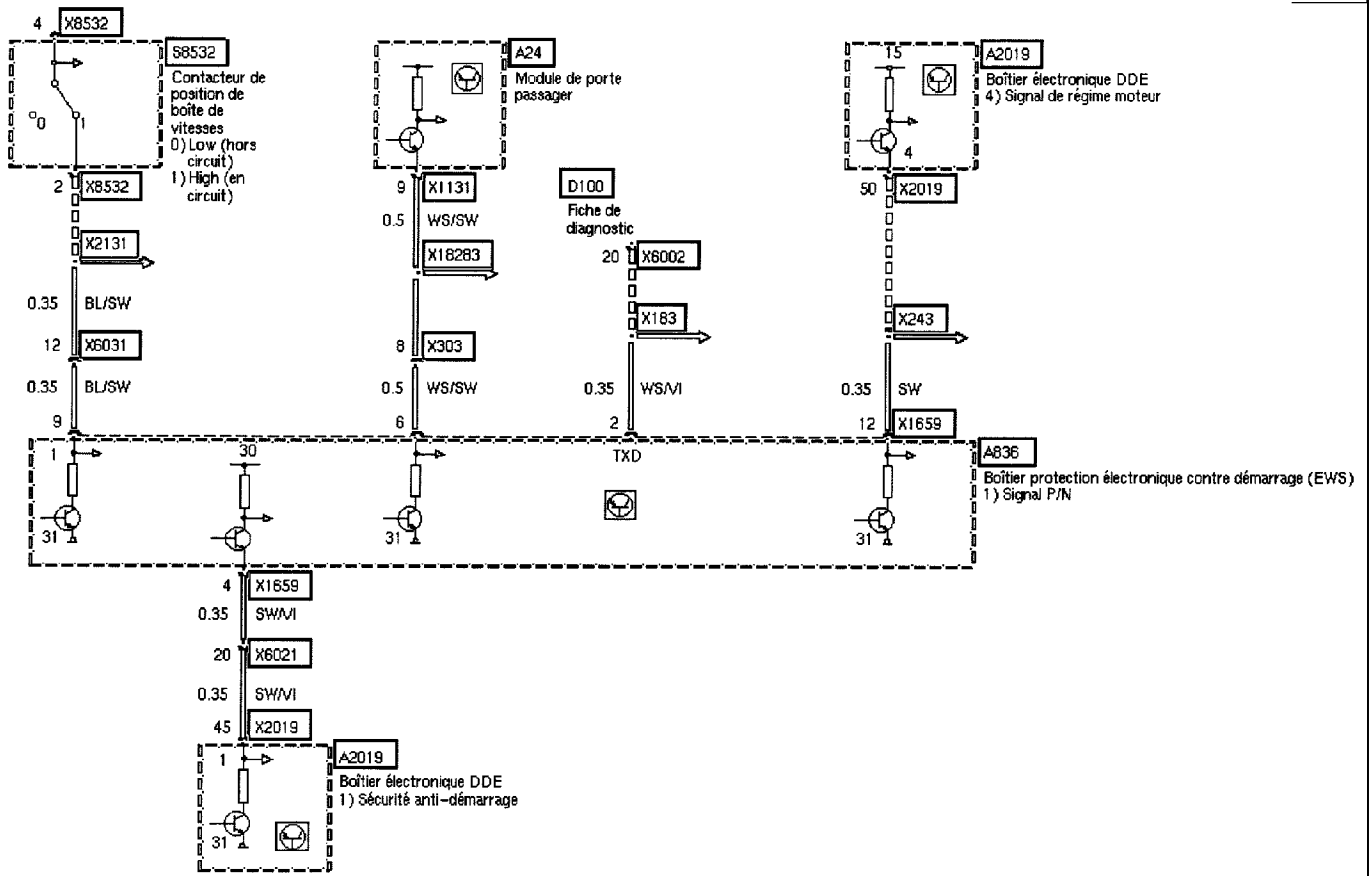 4 X8532
S8532
Contacteur de
position de
boîte de
vitesses
0) Low (hors
circuit)
1) High (en
circuit)
0 1
2 X8532
X2131
0.35 BL/SW
12 X6031
0.35 BL/SW
9
A24
Module de porte
passager
9 X1131
0.5 WS/SW
X18283
8 X303
0.5 WS/SW
6
D100
Fiche de
diagnostic
20 X6002
X183
0.35 WS/VI
2
15
A2019
Boîtier électronique DDE
4) Signal de régime moteur
4
50 X2019
X243
0.35 SW
12 X1659
1
30
TXD
A836
Boîtier protection électronique contre démarrage (EWS)
1) Signal P/N
31
31
31
4 X1659
0.35 SW/VI
20 X6021
0.35 SW/VI
45 X2019
1
A2019
Boîtier électronique DDE
1) Sécurité anti-démarrage
31